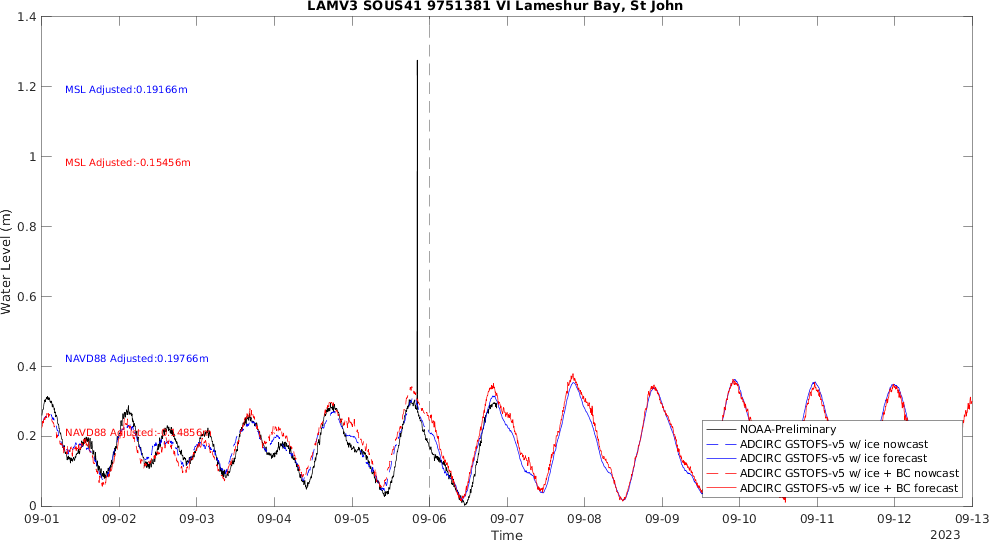 LAMV3 SOUS41 9751381 VI Lameshur Bay, St John
1.4
1.2
1
0.8
0.6
0.4
0.2
0
Water Level (m)
MSL Adjusted:0.19166m
MSL Adjusted:-0.15456m
NAVD88 Adjusted:0.19766m
NAVD88 Adjusted:
NOAA-Preliminary
ADCIRC GSTOFS-v5 w/ ice nowcast
ADCIRC GSTOFS-v5 w/ ice forecast
ADCIRC GSTOFS-v5 w/ ice + BC nowcast
ADCIRC GSTOFS-v5 w/ ice + BC forecast
09-01 09-02 09-03 09-04 09-05 09-06 09-07 09-08 09-09 09-10 09-11 09-12 09-13
Time
2023